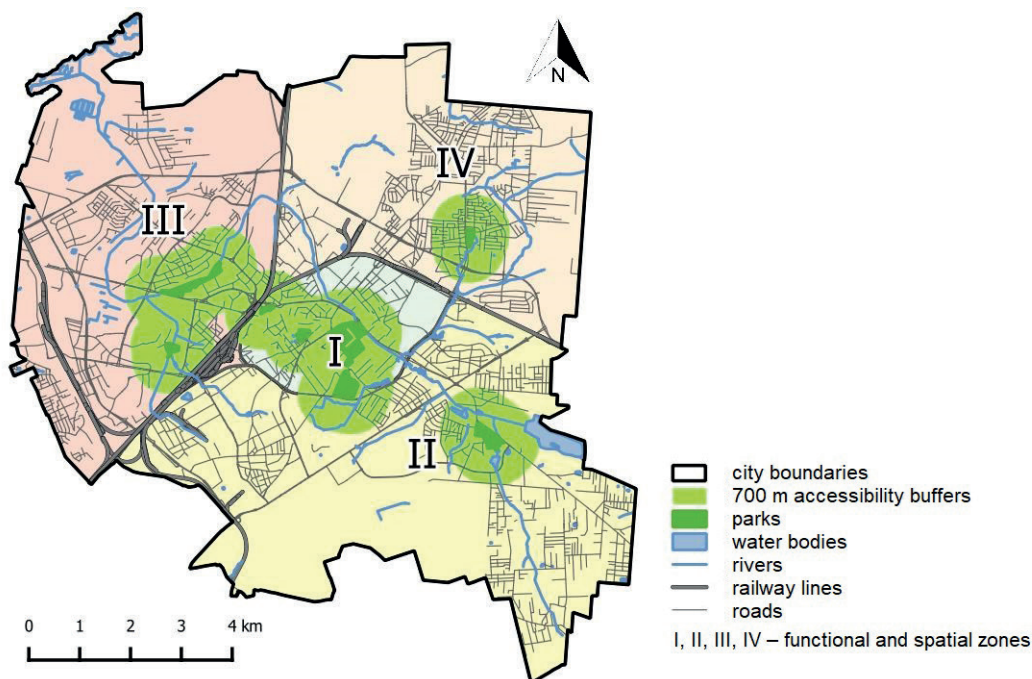 N
IV
III
I
II
0 1 2 3 4 km
city boundaries
700 m accessibility buffers
parks
water bodies
rivers
railway lines
roads
I, II, III, IV – functional and spatial zones